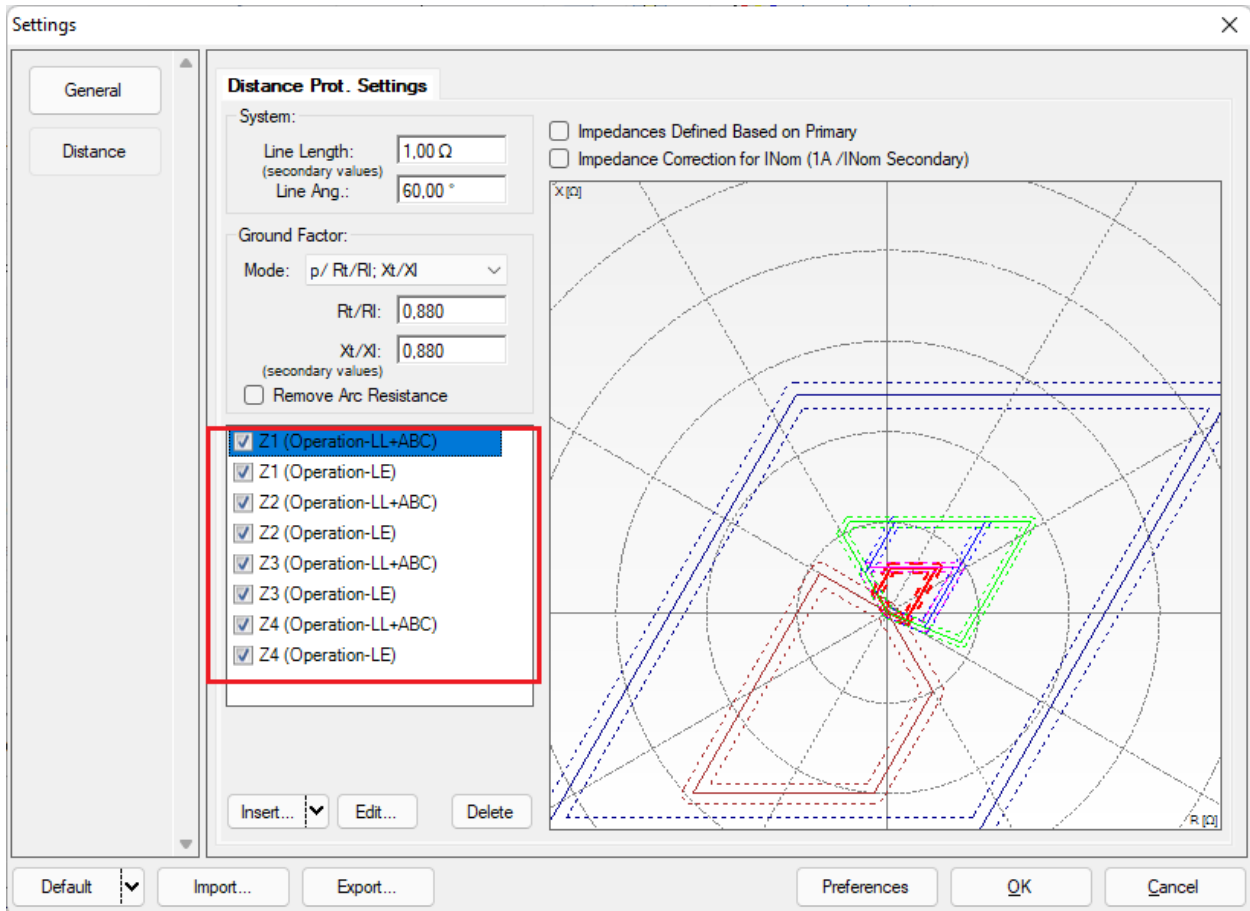 Settings
General
Distance
Distance Prot. Settings
System:
Line Length: 1,00 Ω
(secondary values)
Line Ang.: 60,00 °
Ground Factor:
Mode: p/ Rt/Rl; Xt/Xl
Rt/Rl: 0,880
Xt/Xl: 0,880
(secondary values)
Remove Arc Resistance
Z1 (Operation-LL+ABC)
Z1 (Operation-LE)
Z2 (Operation-LL+ABC)
Z2 (Operation-LE)
Z3 (Operation-LL+ABC)
Z3 (Operation-LE)
Z4 (Operation-LL+ABC)
Z4 (Operation-LE)
Insert... Edit... Delete
Impedances Defined Based on Primary
Impedance Correction for INom (1A /INom Secondary)
X [Ω]
R [Ω]
Default Import... Export... Preferences OK Cancel